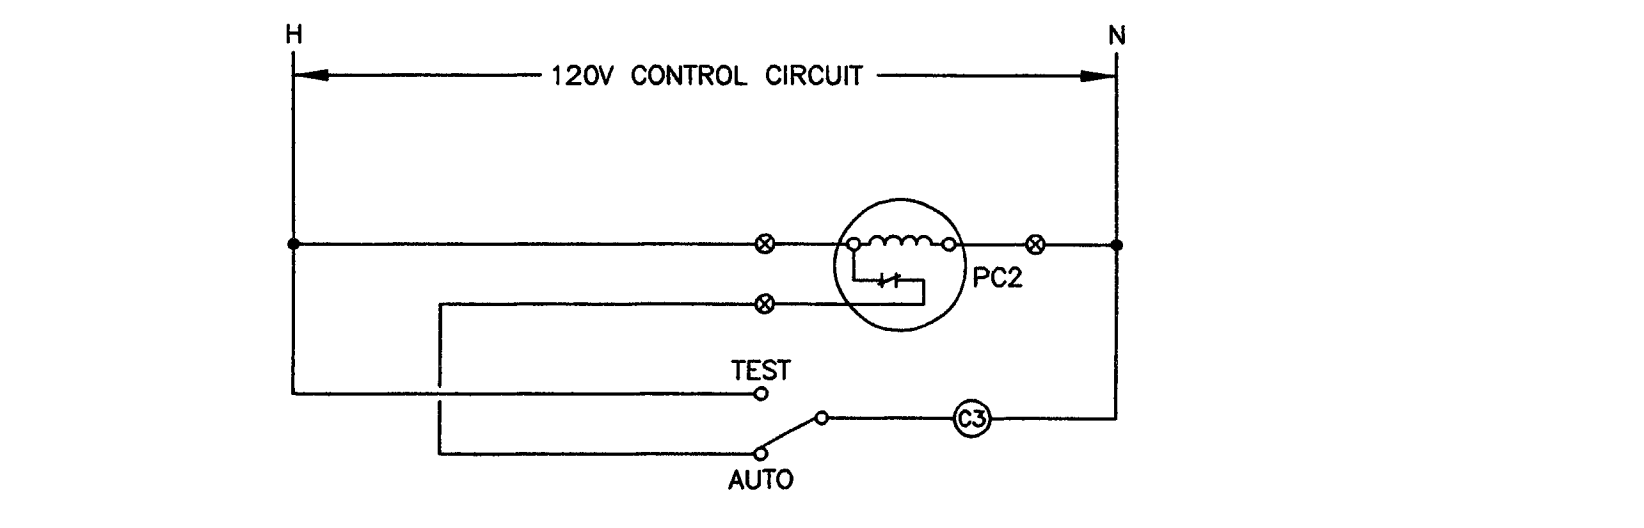 H
N
120V CONTROL CIRCUIT
PC2
TEST
C3
AUTO